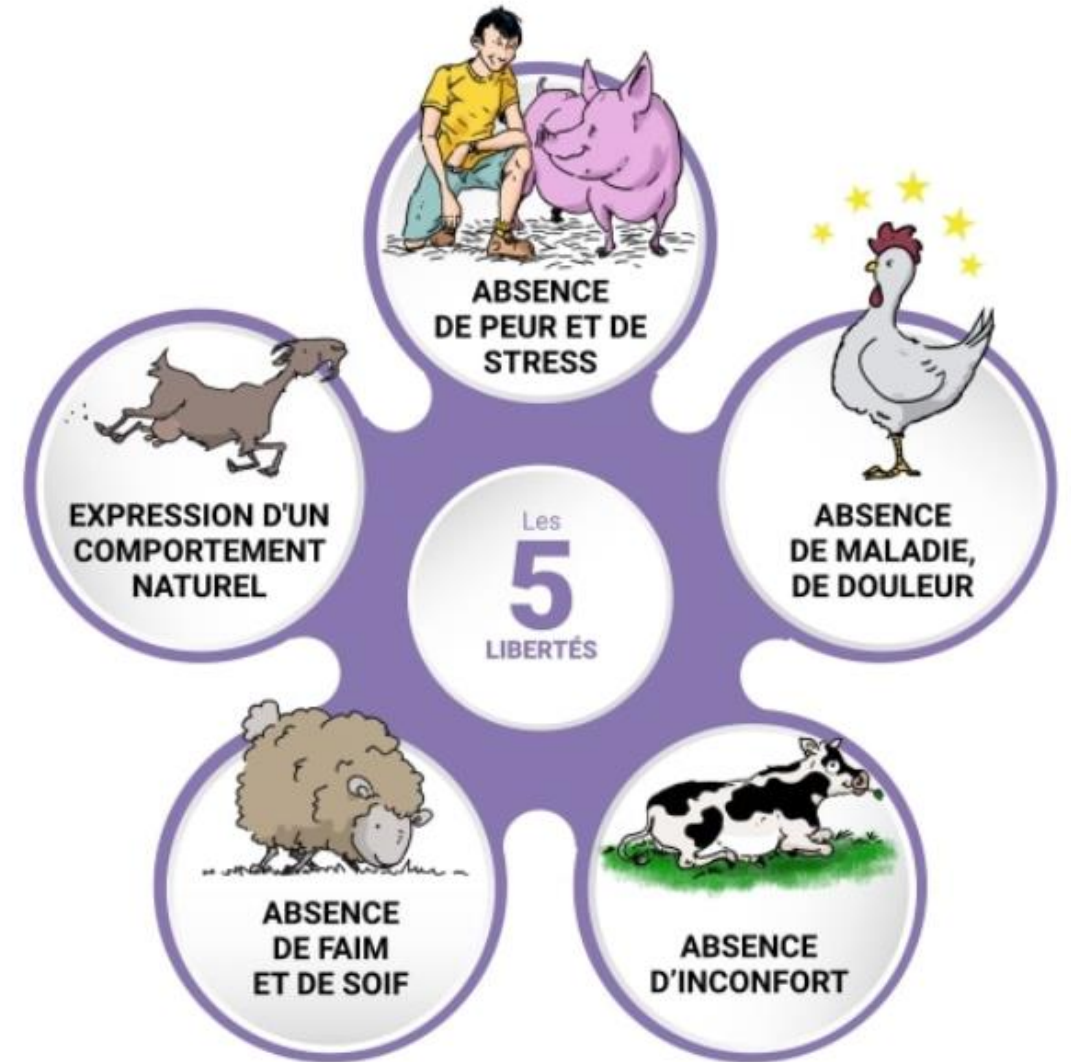 ABSENCE
DE PEUR ET DE
STRESS
EXPRESSION D'UN
COMPORTEMENT
NATUREL
Les
5
LIBERTÉS
ABSENCE
DE MALADIE,
DE DOULEUR
ABSENCE
DE FAIM
ET DE SOIF
ABSENCE
D’INCONFORT